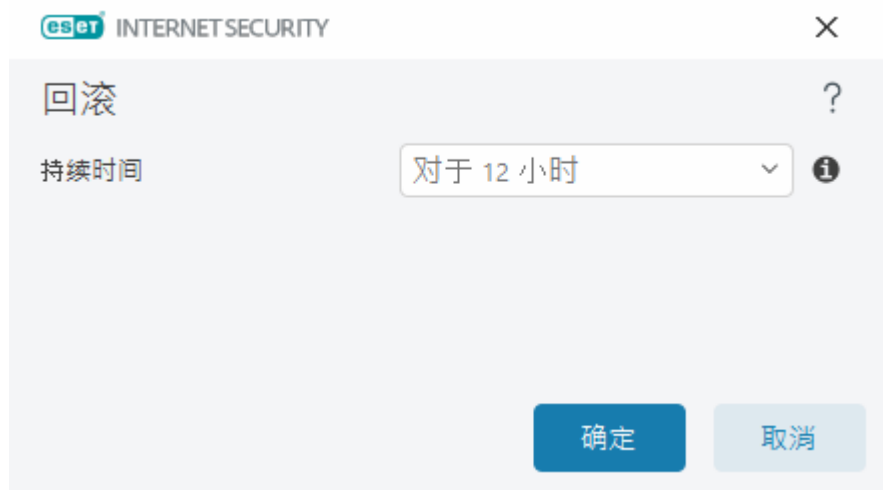 eset INTERNET SECURITY
回滚 ?
持续时间 对于 12 小时
确定 取消